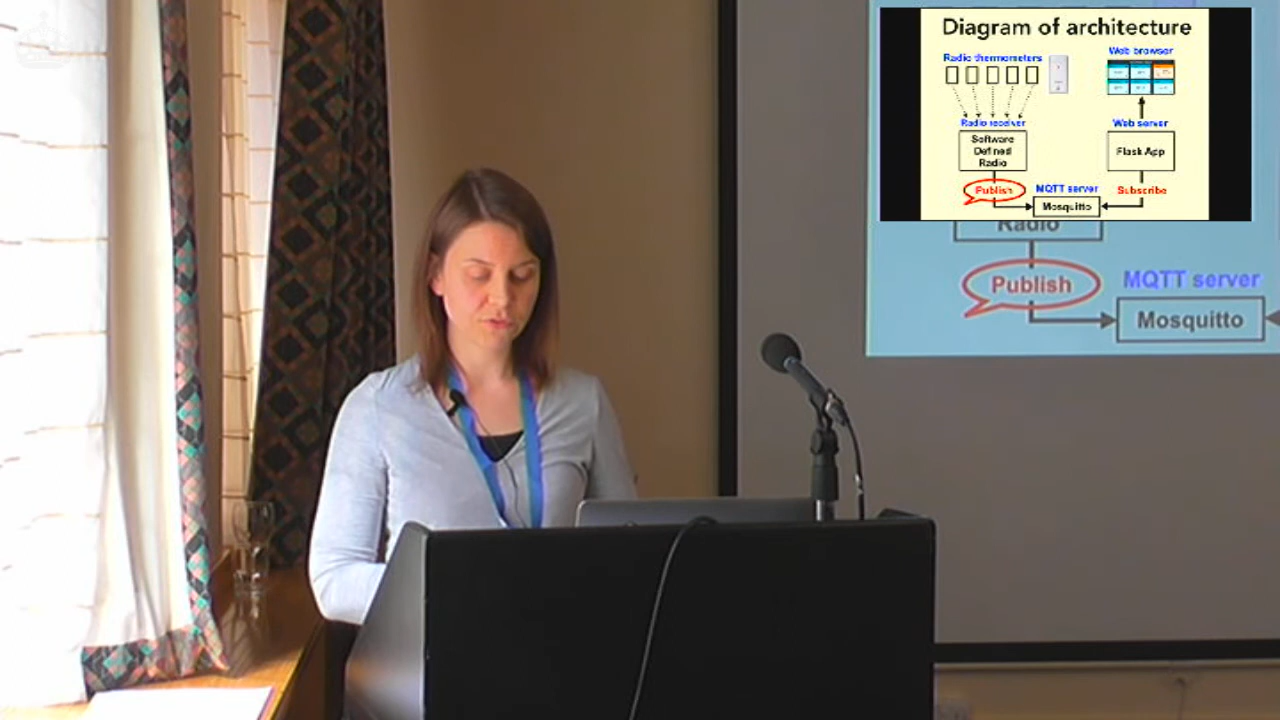 Diagram of architecture
Radio thermometers
Web browser
Radio receiver
Web server
Software
Defined
Radio
Flask App
Publish
MQTT server
Subscribe
Mosquitto
Radio
Publish
MQTT server
Mosquitto